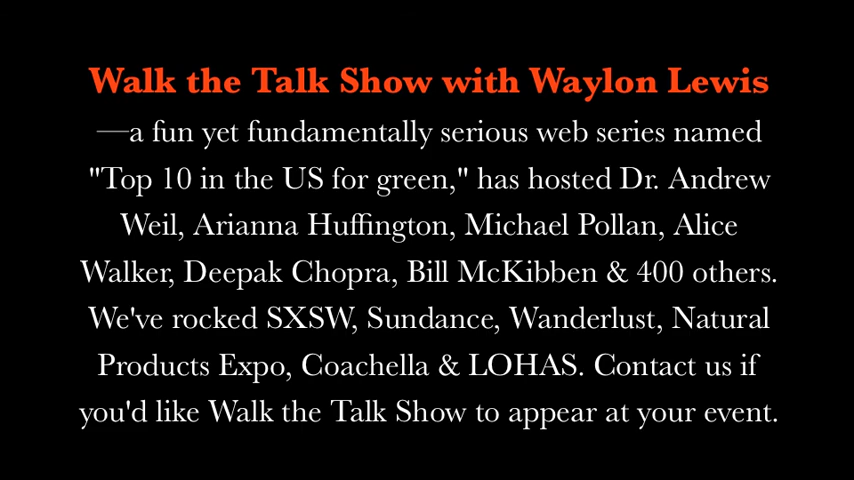 Walk the Talk Show with Waylon Lewis
—a fun yet fundamentally serious web series named
"Top 10 in the US for green," has hosted Dr. Andrew
Weil, Arianna Huffington, Michael Pollan, Alice
Walker, Deepak Chopra, Bill McKibben & 400 others.
We've rocked SXSW, Sundance, Wanderlust, Natural
Products Expo, Coachella & LOHAS. Contact us if
you'd like Walk the Talk Show to appear at your event.